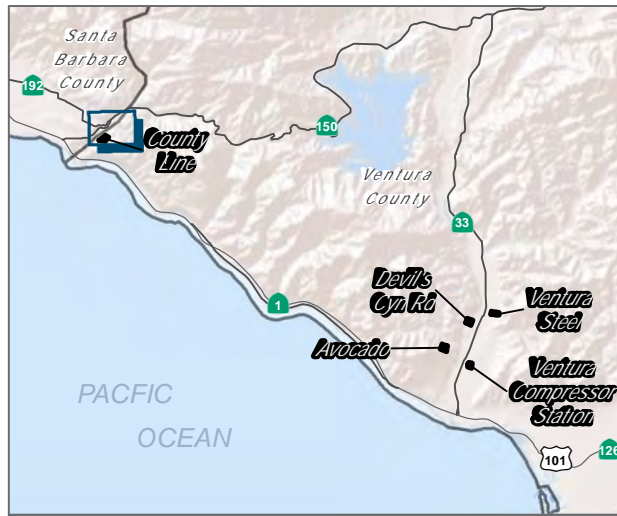 Santa
Barbara
County
192
County
Line
150
Ventura
County
33
Devil's
Cyn Rd
Ventura
Steel
1
Avocado
Ventura
Compressor
Station
PACFIC
OCEAN
101
126